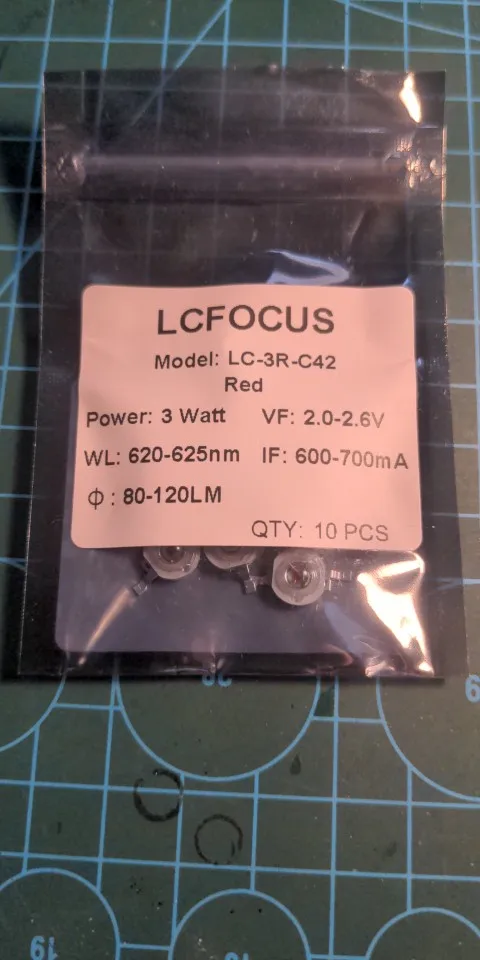 LCFOCUS
Model: LC-3R-C42
Red
Power: 3 Watt VF: 2.0-2.6V
WL: 620-625nm IF: 600-700mA
Φ : 80-120LM
QTY: 10 PCS
19